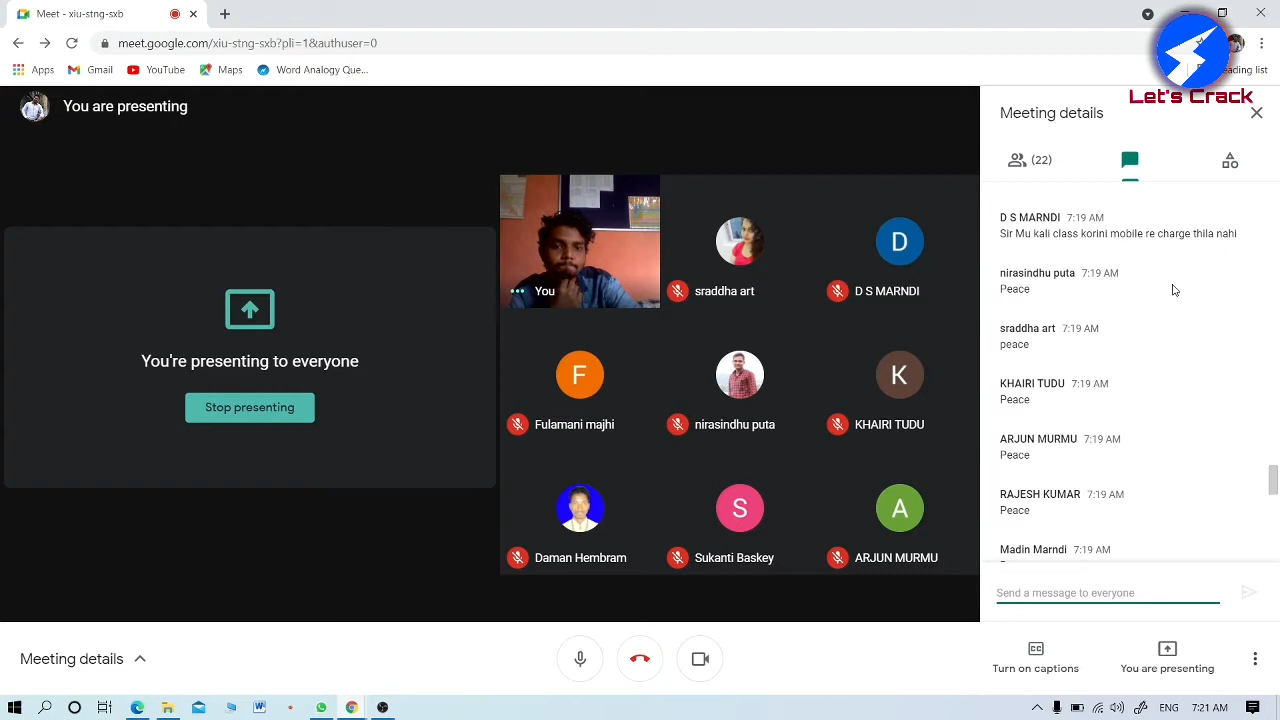 Meet - xiu-stng-sxb
meet.google.com/xiu-stng-sxb?pi=1&authuser=0
Apps
Gmail
YouTube
Maps
Word Analogy Que...
ding list
Let's Crack
You are presenting
Meeting details
(22)
You're presenting to everyone
Stop presenting
You
sraddha art
D
D S MARNDI
F
Fulamani majhi
nirasindhu puta
K
KHAIRI TUDU
Daman Hembram
S
Sukanti Baskey
A
ARJUN MURMU
D S MARNDI 7:19 AM
Sir Mu kali class korini mobile re charge thila nahi
nirasindhu puta 7:19 AM
Peace
sraddha art 7:19 AM
peace
KHAIRI TUDU 7:19 AM
Peace
ARJUN MURMU 7:19 AM
Peace
RAJESH KUMAR 7:19 AM
Peace
Madin Marndi 7:19 AM
Send a message to everyone
Meeting details
CC
Turn on captions
You are presenting
ENG
7:21 AM